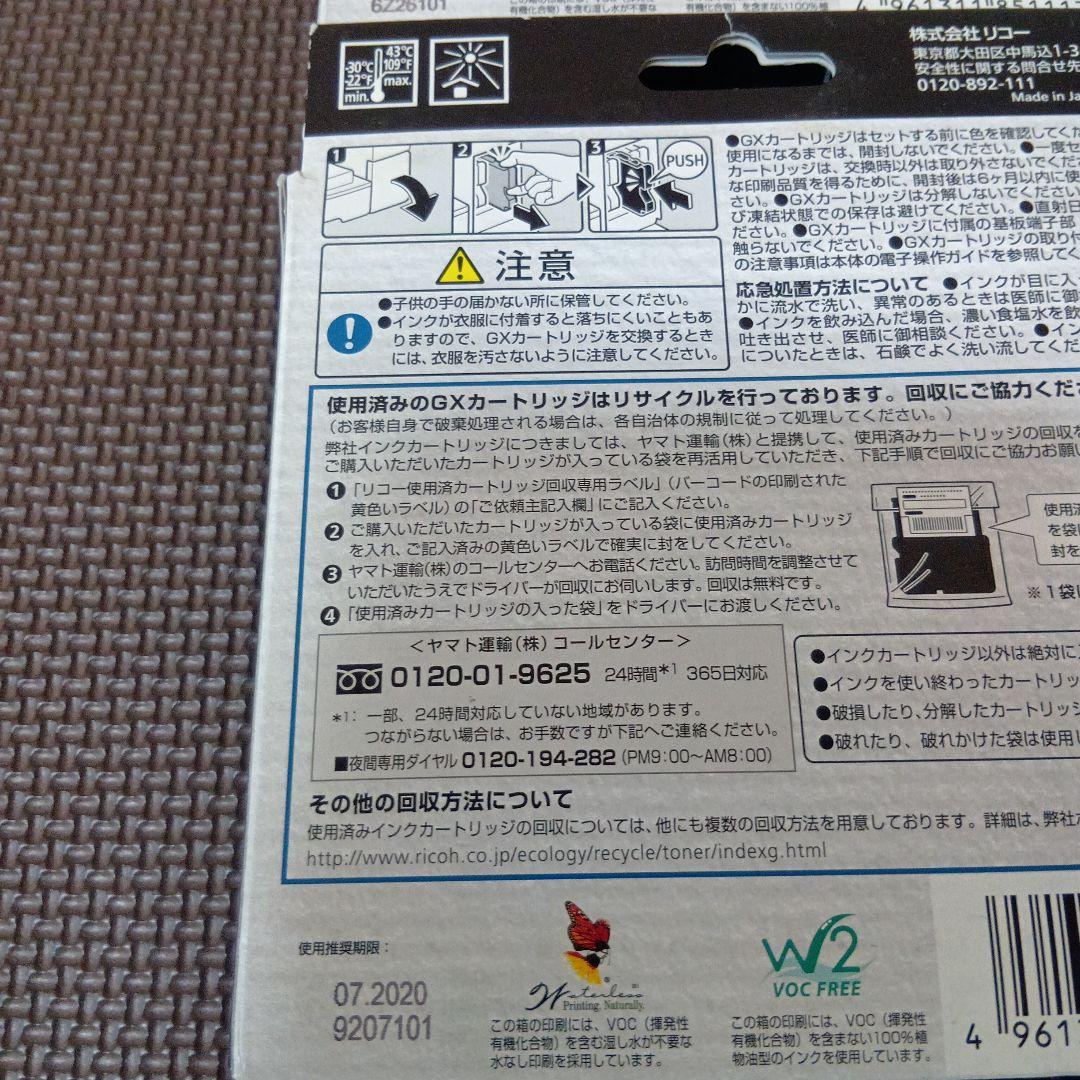 6Z26101
有機化合物）を含む湿し水が不要な
有機化合物）を含まない100%植
4 961311 851117
株式会社 リコー
東京都大田区中馬込1-3
安全性に関する問合せ先
0120-892-111
Made in Ja
-30℃
-22°F
min.
43℃
109°F
max.
1
2
3
PUSH
●GXカートリッジはセットする前に色を確認してくだ
使用になるまでは、開封しないでください。●一度セ
カートリッジは、交換時以外は取り外さないでくだ
な印刷品質を得るために、開封後は6ヶ月以内に使
さい。●GXカートリッジは分解しないでください
び凍結状態での保存は避けてください。●直射日
ださい。●GXカートリッジに付属の基板端子部
触らないでください。●GXカートリッジの取り付
の注意事項は本体の電子操作ガイドを参照してく
注意
●子供の手の届かない所に保管してください。
●インクが衣服に付着すると落ちにくいこともあ
りますので、GXカートリッジを交換するとき
には、衣服を汚さないように注意してください。
応急処置方法について ●インクが目に入
かに流水で洗い、異常のあるときは医師に御
●インクを飲み込んだ場合、濃い食塩水を飲
吐き出させ、医師に御相談ください。●イン
についたときは、石鹸でよく洗い流してくだ
使用済みのGXカートリッジはリサイクルを行っております。回収にご協力くだ
（お客様自身で破棄処理される場合は、各自治体の規制に従って処理してください。）
弊社インクカートリッジにつきましては、ヤマト運輸（株）と提携して、使用済みカートリッジの回収を
ご購入いただいたカートリッジが入っている袋を再活用していただき、下記手順で回収にご協力お願い
❶「リコー使用済カートリッジ回収専用ラベル」（バーコードの印刷された
黄色いラベル）の「ご依頼主記入欄」にご記入ください。
❷ ご購入いただいたカートリッジが入っている袋に使用済みカートリッジ
を入れ、ご記入済みの黄色いラベルで確実に封をしてください。
❸ ヤマト運輸（株）のコールセンターへお電話ください。訪問時間を調整させて
いただいたうえでドライバーが回収にお伺いします。回収は無料です。
❹「使用済みカートリッジの入った袋」をドライバーにお渡しください。
使用済
を袋
封を
※1袋
＜ヤマト運輸（株）コールセンター＞
0120-01-9625 24時間*1 365日対応
*1： 一部、24時間対応していない地域があります。
つながらない場合は、お手数ですが下記へご連絡ください。
■夜間専用ダイヤル 0120-194-282（PM9：00～AM8：00）
●インクカートリッジ以外は絶対に
●インクを使い終わったカートリッ
●破損したり、分解したカートリッジ
●破れたり、破れかけた袋は使用し
その他の回収方法について
使用済みインクカートリッジの回収については、他にも複数の回収方法を用意しております。詳細は、弊社ホ
http://www.ricoh.co.jp/ecology/recycle/toner/indexg.html
使用推奨期限：
07.2020
9207101
Waterless
Printing. Naturally.
この箱の印刷には、VOC（揮発性
有機化合物）を含む湿し水が不要な
水なし印刷を採用しています。
W2
VOC FREE
この箱の印刷には、VOC（揮発性
有機化合物）を含まない100%植
物油型のインクを使用しています。
4 961